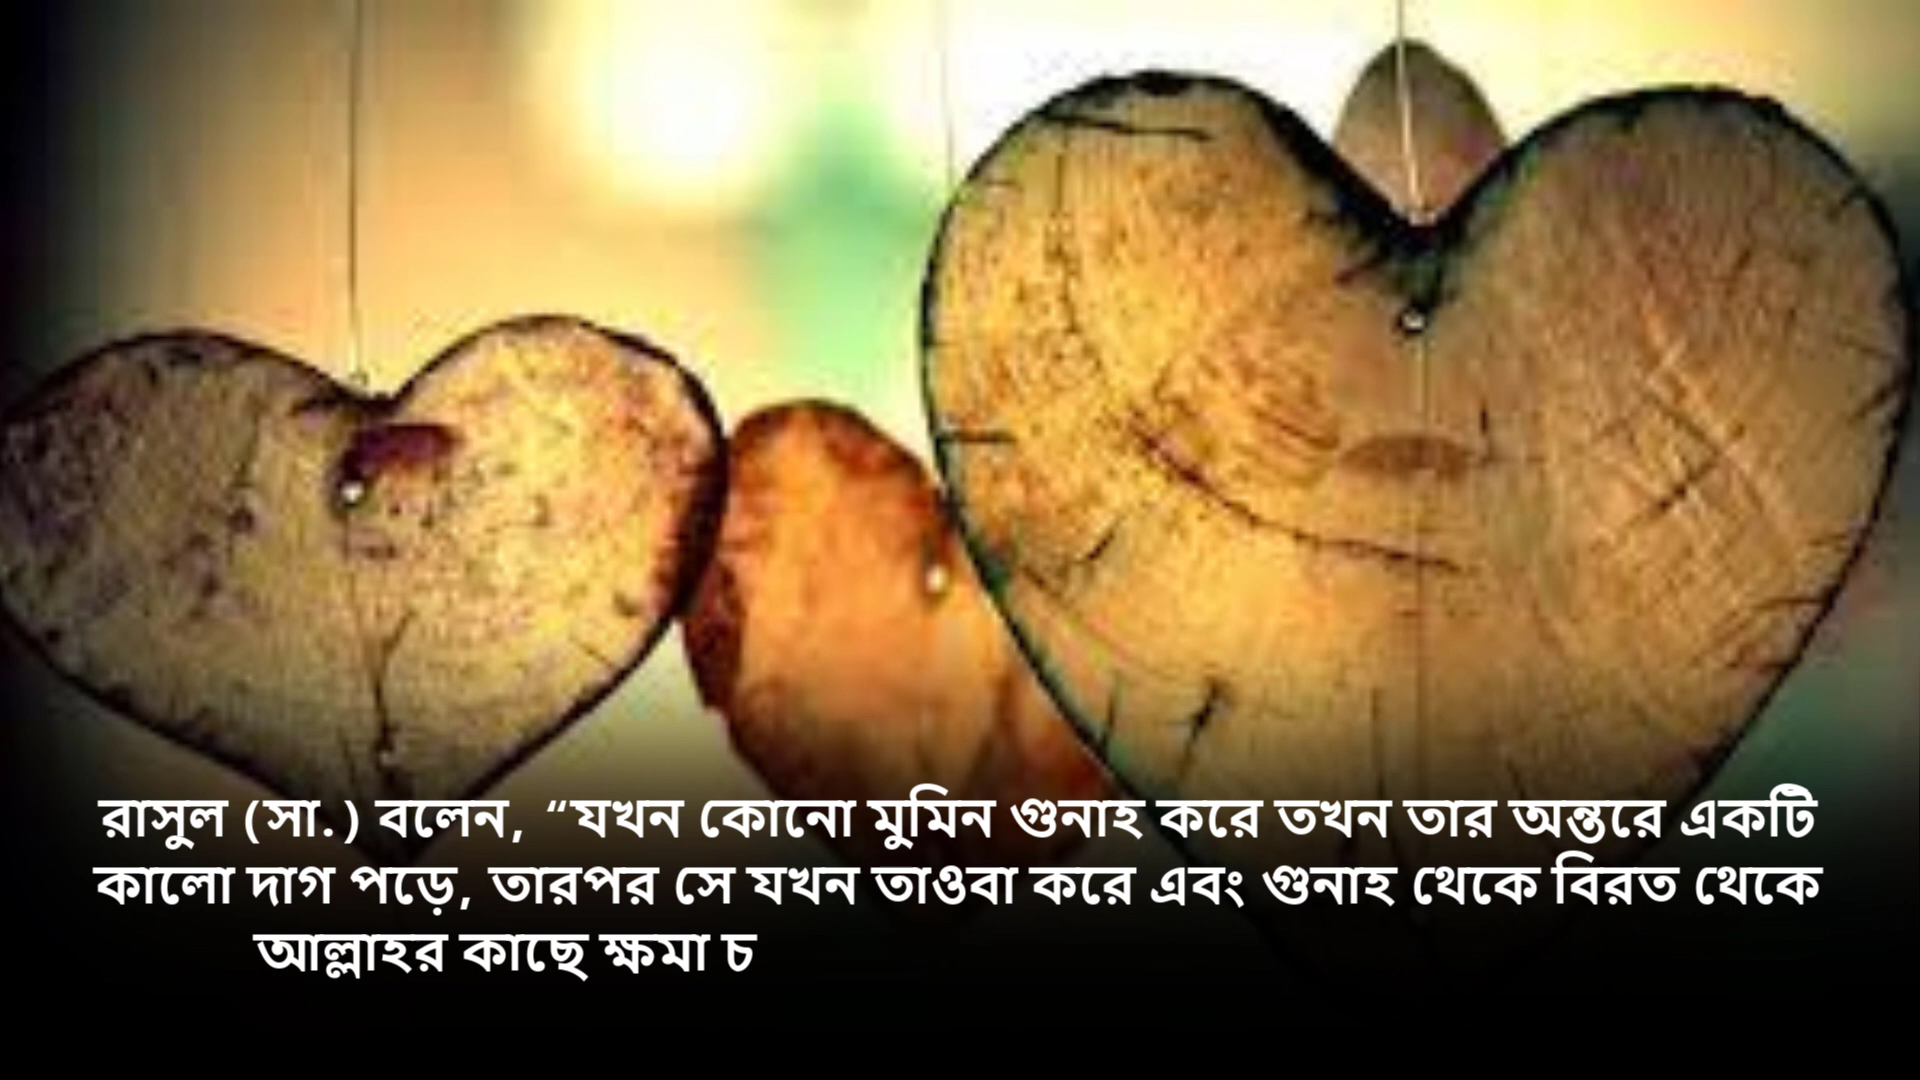 রাসুল (সা.) বলেন, “যখন কোনো মুমিন গুনাহ করে তখন তার অন্তরে একটি
কালো দাগ পড়ে, তারপর সে যখন তাওবা করে এবং গুনাহ থেকে বিরত থেকে
আল্লাহর কাছে ক্ষমা চ